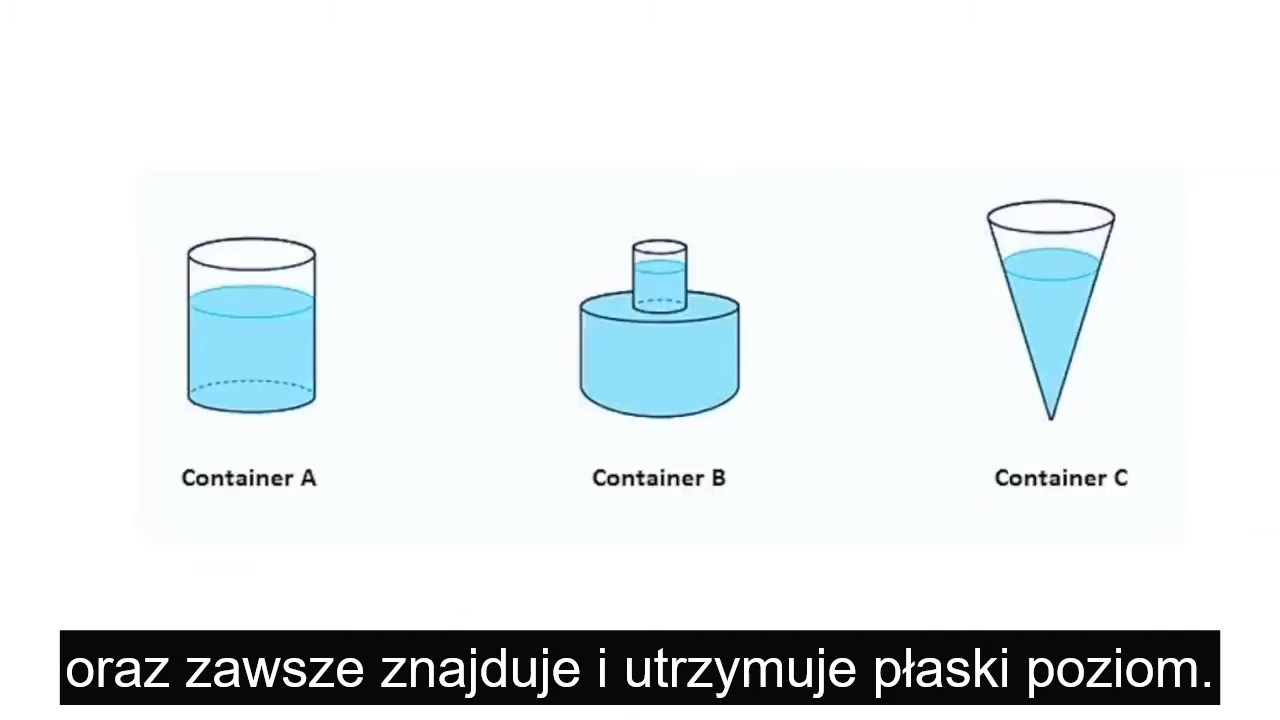 Container A
Container B
Container C
oraz zawsze znajduje i utrzymuje płaski poziom.